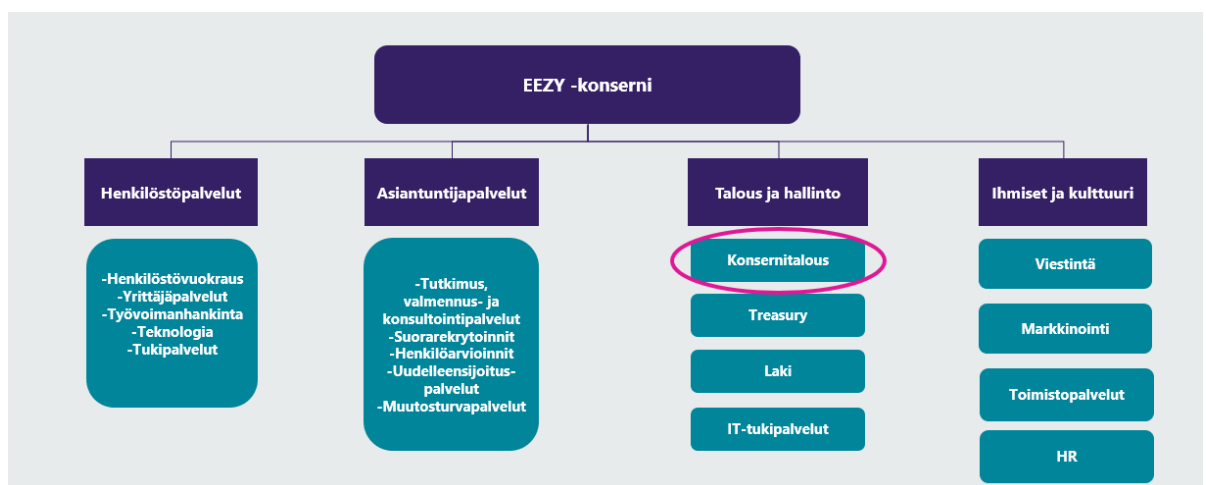 EEZY -konserni
Henkilöstöpalvelut
-Henkilöstövuokraus
-Yrittäjäpalvelut
-Työvoimanhankinta
-Teknologia
-Tukipalvelut
Asiantuntijapalvelut
-Tutkimus,
valmennus- ja
konsultointipalvelut
-Suorarekrytoinnit
-Henkilöarvioinnit
-Uudelleensijoitus-
palvelut
-Muutosturvapalvelut
Talous ja hallinto
Konsernitalous
Treasury
Laki
IT-tukipalvelut
Ihmiset ja kulttuuri
Viestintä
Markkinointi
Toimistopalvelut
HR